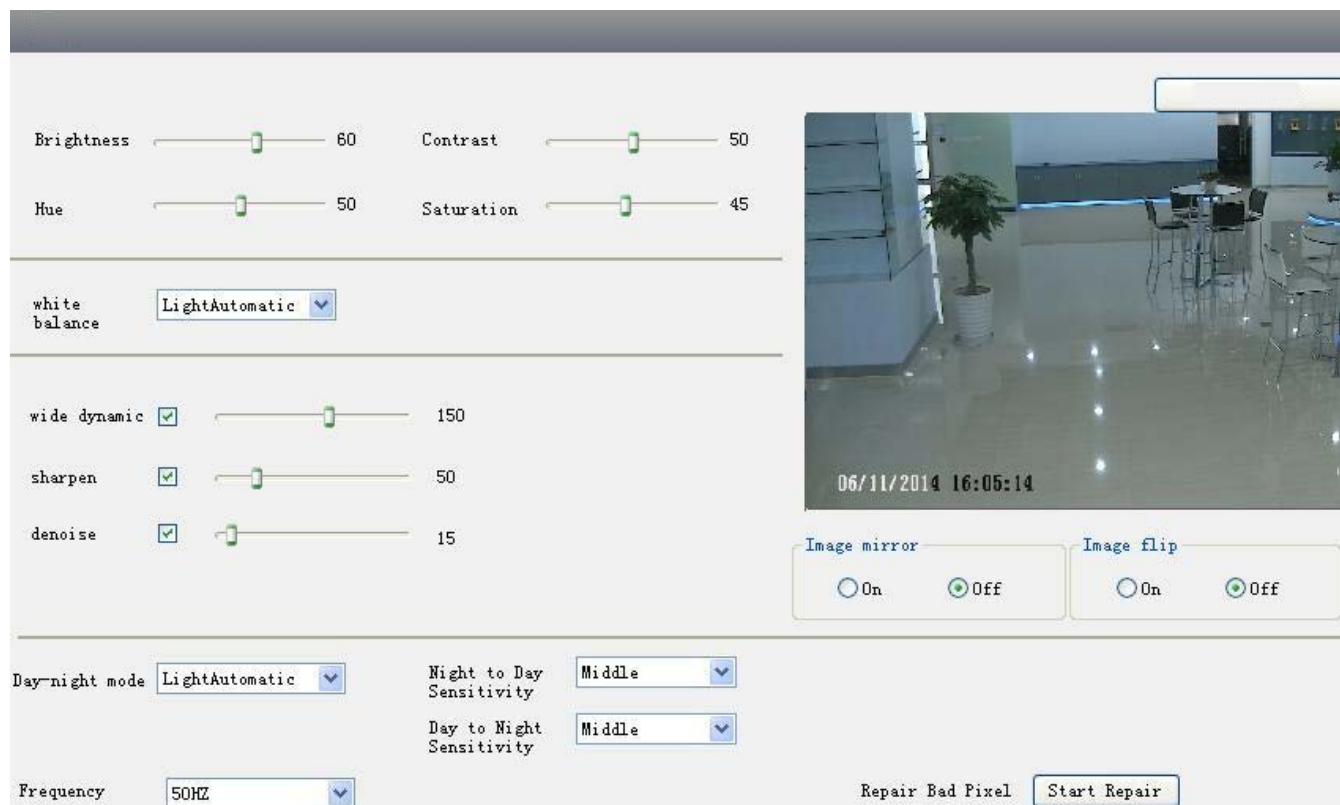 Brightness 60 Contrast 50
Hue 50 Saturation 45
white
balance
LightAutomatic
wide dynamic 150
sharpen 50
denoise 15
06/11/2014 16:05:14
Image mirror
On Off
Image flip
On Off
Day-night mode LightAutomatic
Night to Day
Sensitivity
Middle
Day to Night
Sensitivity
Middle
Frequency 50HZ
Repair Bad Pixel Start Repair